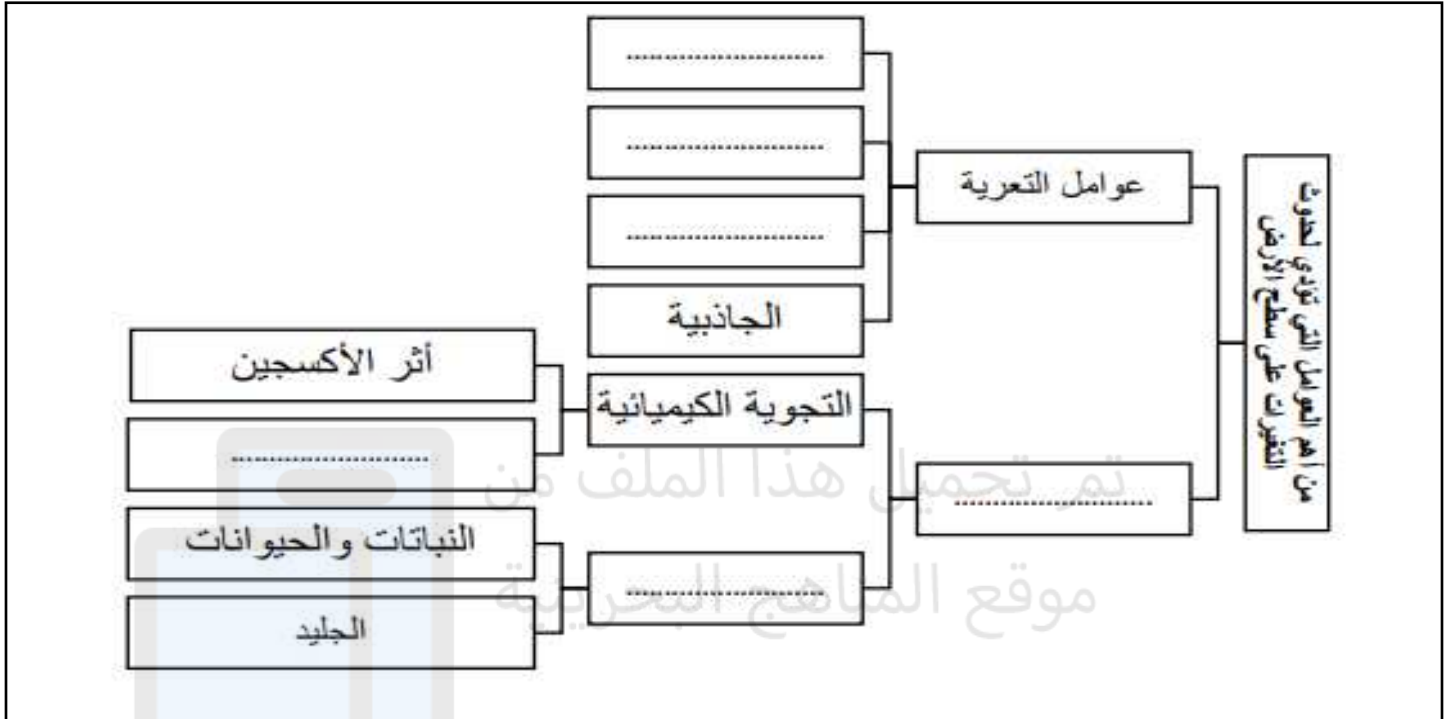 من أهم العوامل التي تؤدي لحدوث
التغيرات على سطح الأرض
عوامل التعرية
..............................
..............................
..............................
الجاذبية
..............................
التجوية الكيميائية
أثر الأكسجين
..............................
..............................
النباتات والحيوانات
الجليد
تم تحميل هذا الملف من
موقع المناهج البحرينية